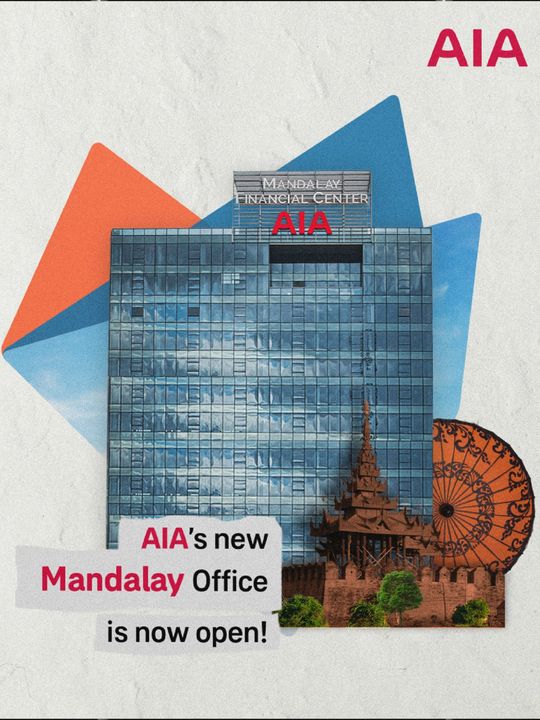 AIA
MANDALAY
FINANCIAL CENTER
AIA
AIA's new
Mandalay Office
is now open!